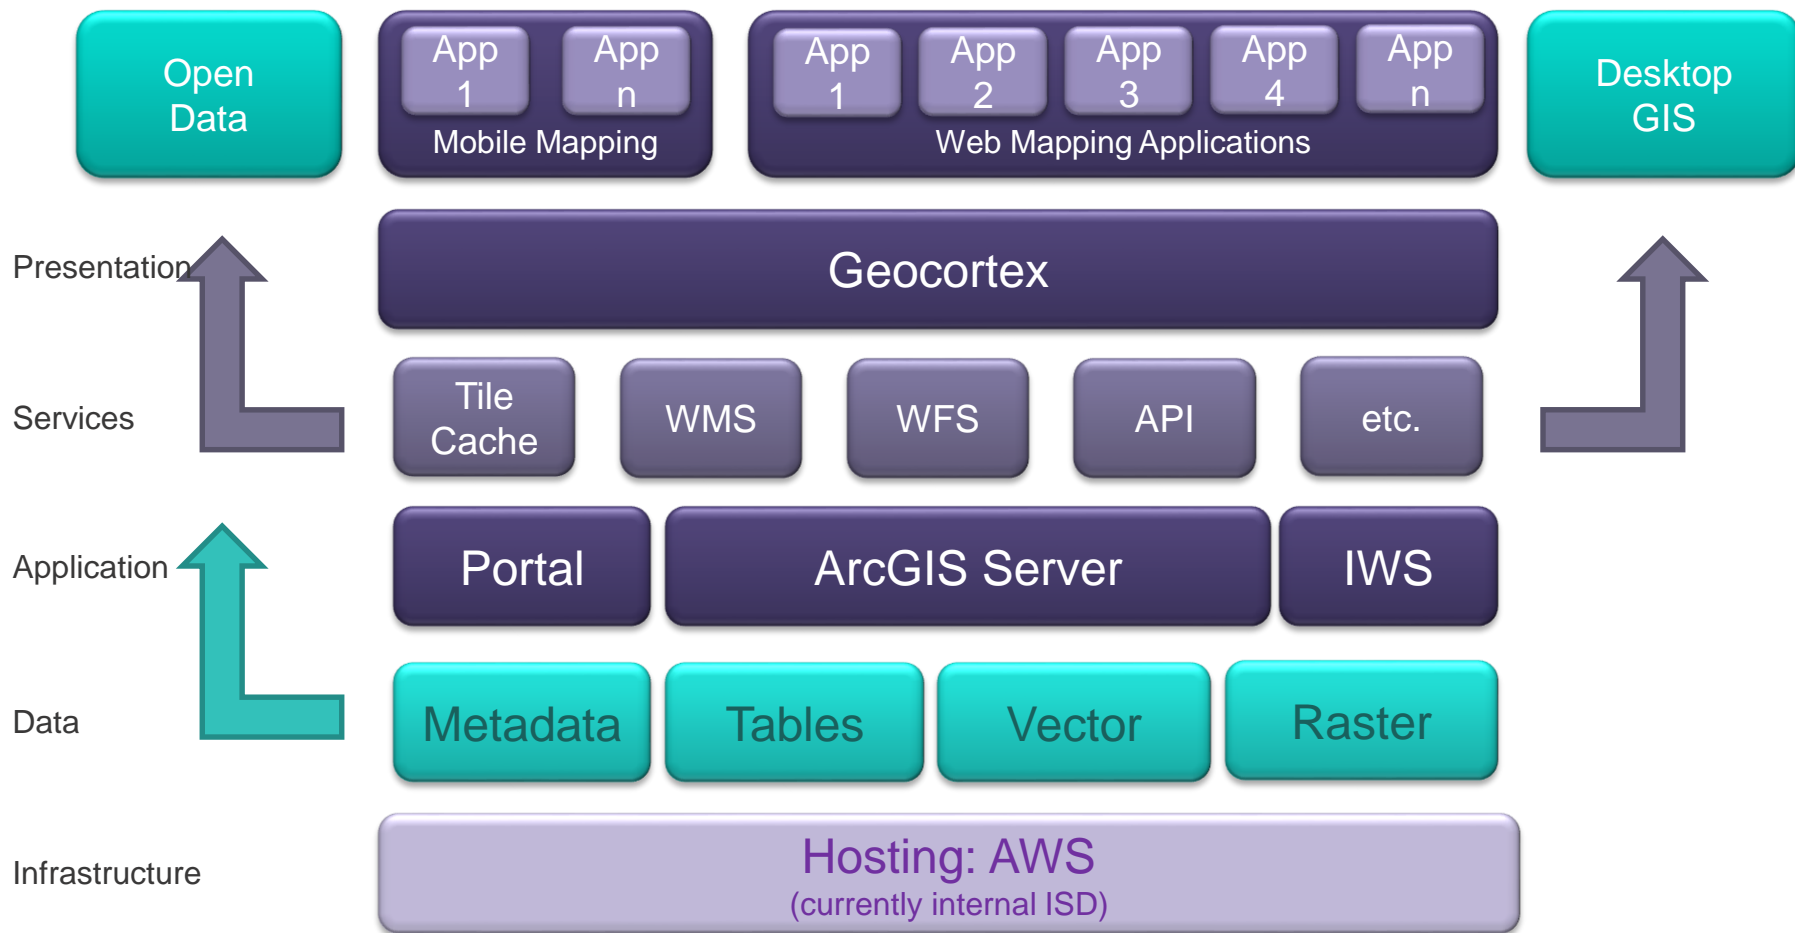 Open
Data
App
1
App
n
Mobile Mapping
App
1
App
2
App
3
App
4
App
n
Web Mapping Applications
Desktop
GIS
Presentation
Geocortex
Services
Tile
Cache
WMS
WFS
API
etc.
Application
Portal
ArcGIS Server
IWS
Data
Metadata
Tables
Vector
Raster
Infrastructure
Hosting: AWS
(currently internal ISD)